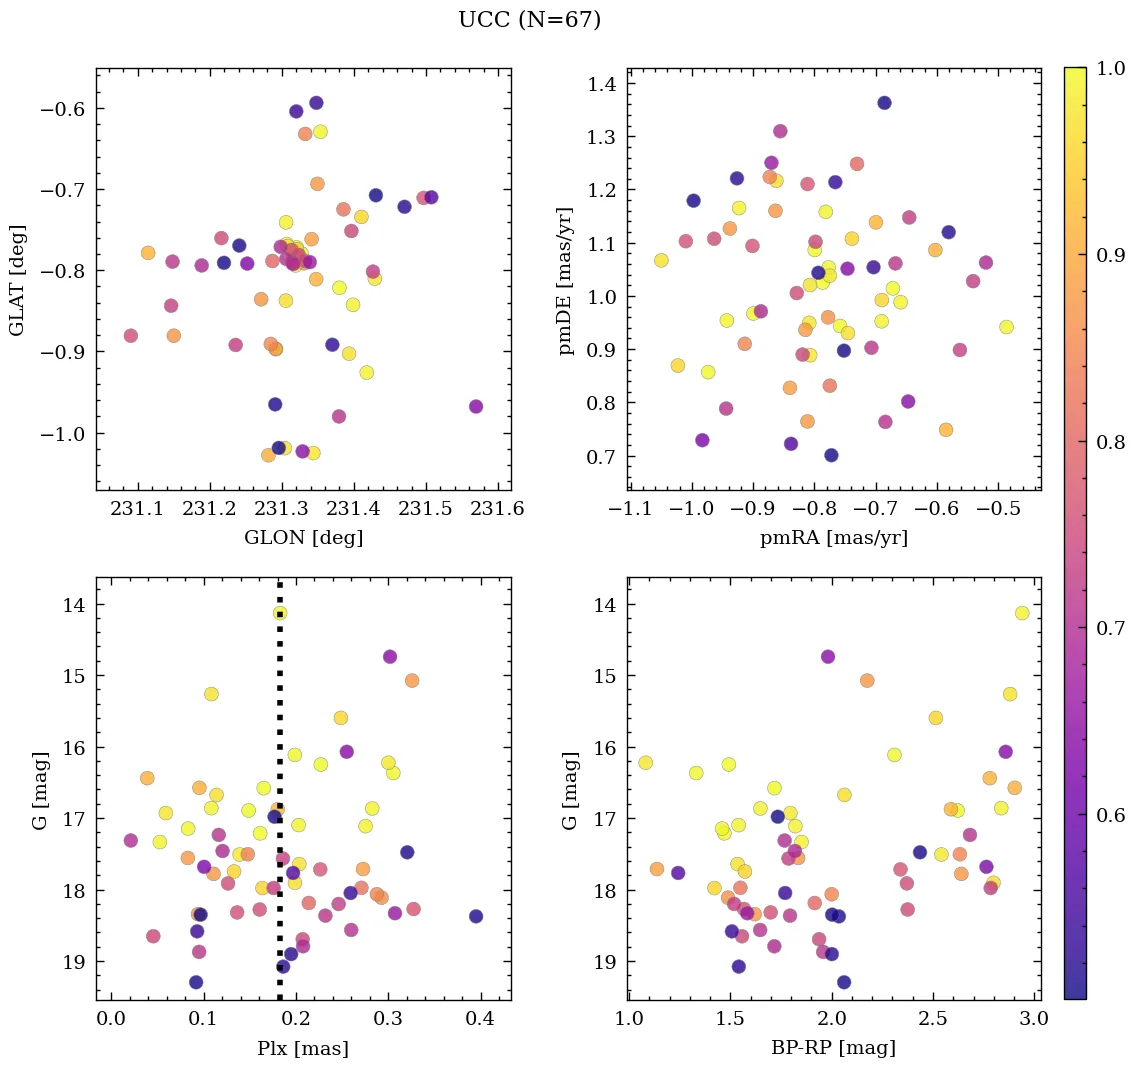 UCC (N=67)
−0.6
−0.7
−0.8
−0.9
−1.0
GLAT [deg]
231.1 231.2 231.3 231.4 231.5 231.6
GLON [deg]
1.4
1.3
1.2
1.1
1.0
0.9
0.8
0.7
pmDE [mas/yr]
−1.1 −1.0 −0.9 −0.8 −0.7 −0.6 −0.5
pmRA [mas/yr]
14
15
16
17
18
19
G [mag]
0.0 0.1 0.2 0.3 0.4
Plx [mas]
14
15
16
17
18
19
G [mag]
1.0 1.5 2.0 2.5 3.0
BP-RP [mag]
1.0
0.9
0.8
0.7
0.6